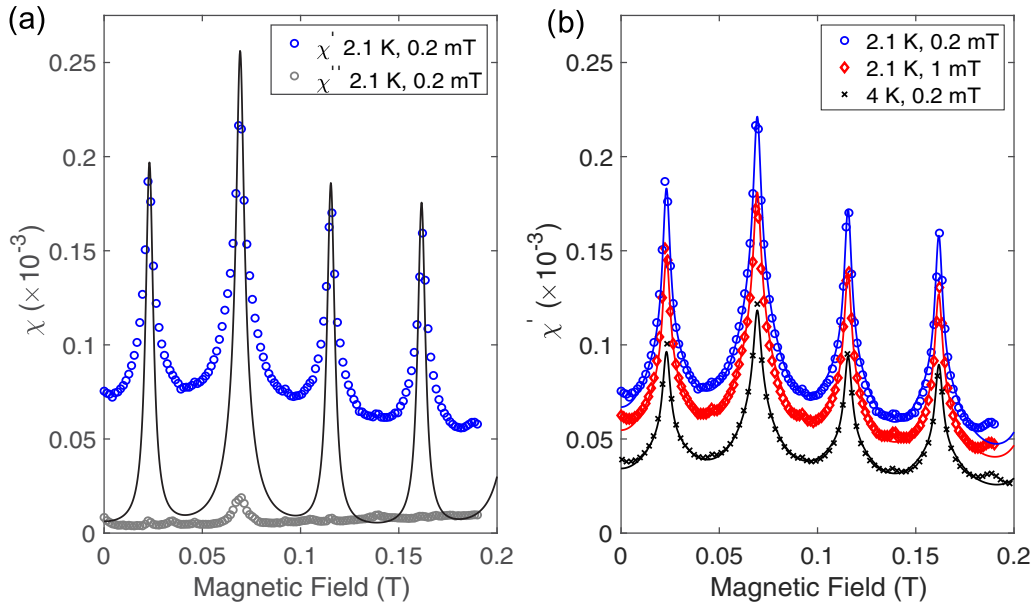 (a)
χ' 2.1 K, 0.2 mT
χ'' 2.1 K, 0.2 mT
0.25
0.2
0.15
0.1
0.05
0
χ (×10⁻³)
0 0.05 0.1 0.15 0.2
Magnetic Field (T)
(b)
2.1 K, 0.2 mT
2.1 K, 1 mT
4 K, 0.2 mT
0.25
0.2
0.15
0.1
0.05
0
χ' (×10⁻³)
0 0.05 0.1 0.15 0.2
Magnetic Field (T)